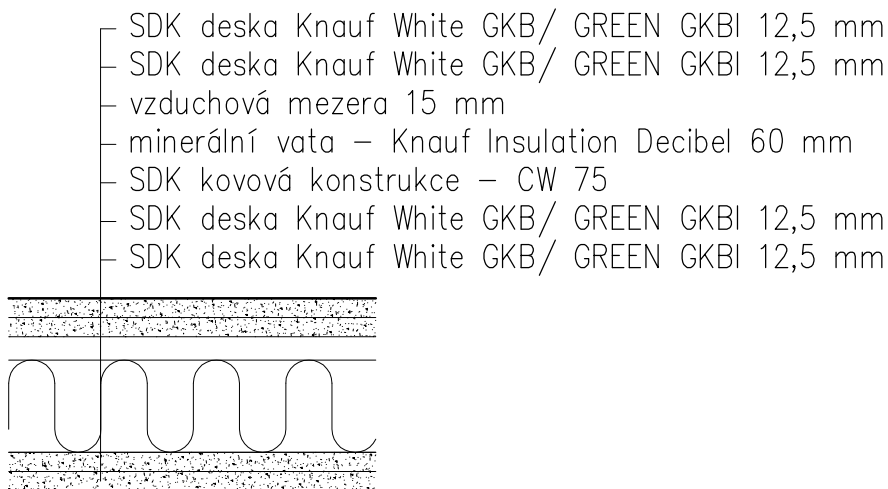 SDK deska Knauf White GKB/ GREEN GKBI 12,5 mm
SDK deska Knauf White GKB/ GREEN GKBI 12,5 mm
vzduchová mezera 15 mm
minerální vata – Knauf Insulation Decibel 60 mm
SDK kovová konstrukce – CW 75
SDK deska Knauf White GKB/ GREEN GKBI 12,5 mm
SDK deska Knauf White GKB/ GREEN GKBI 12,5 mm